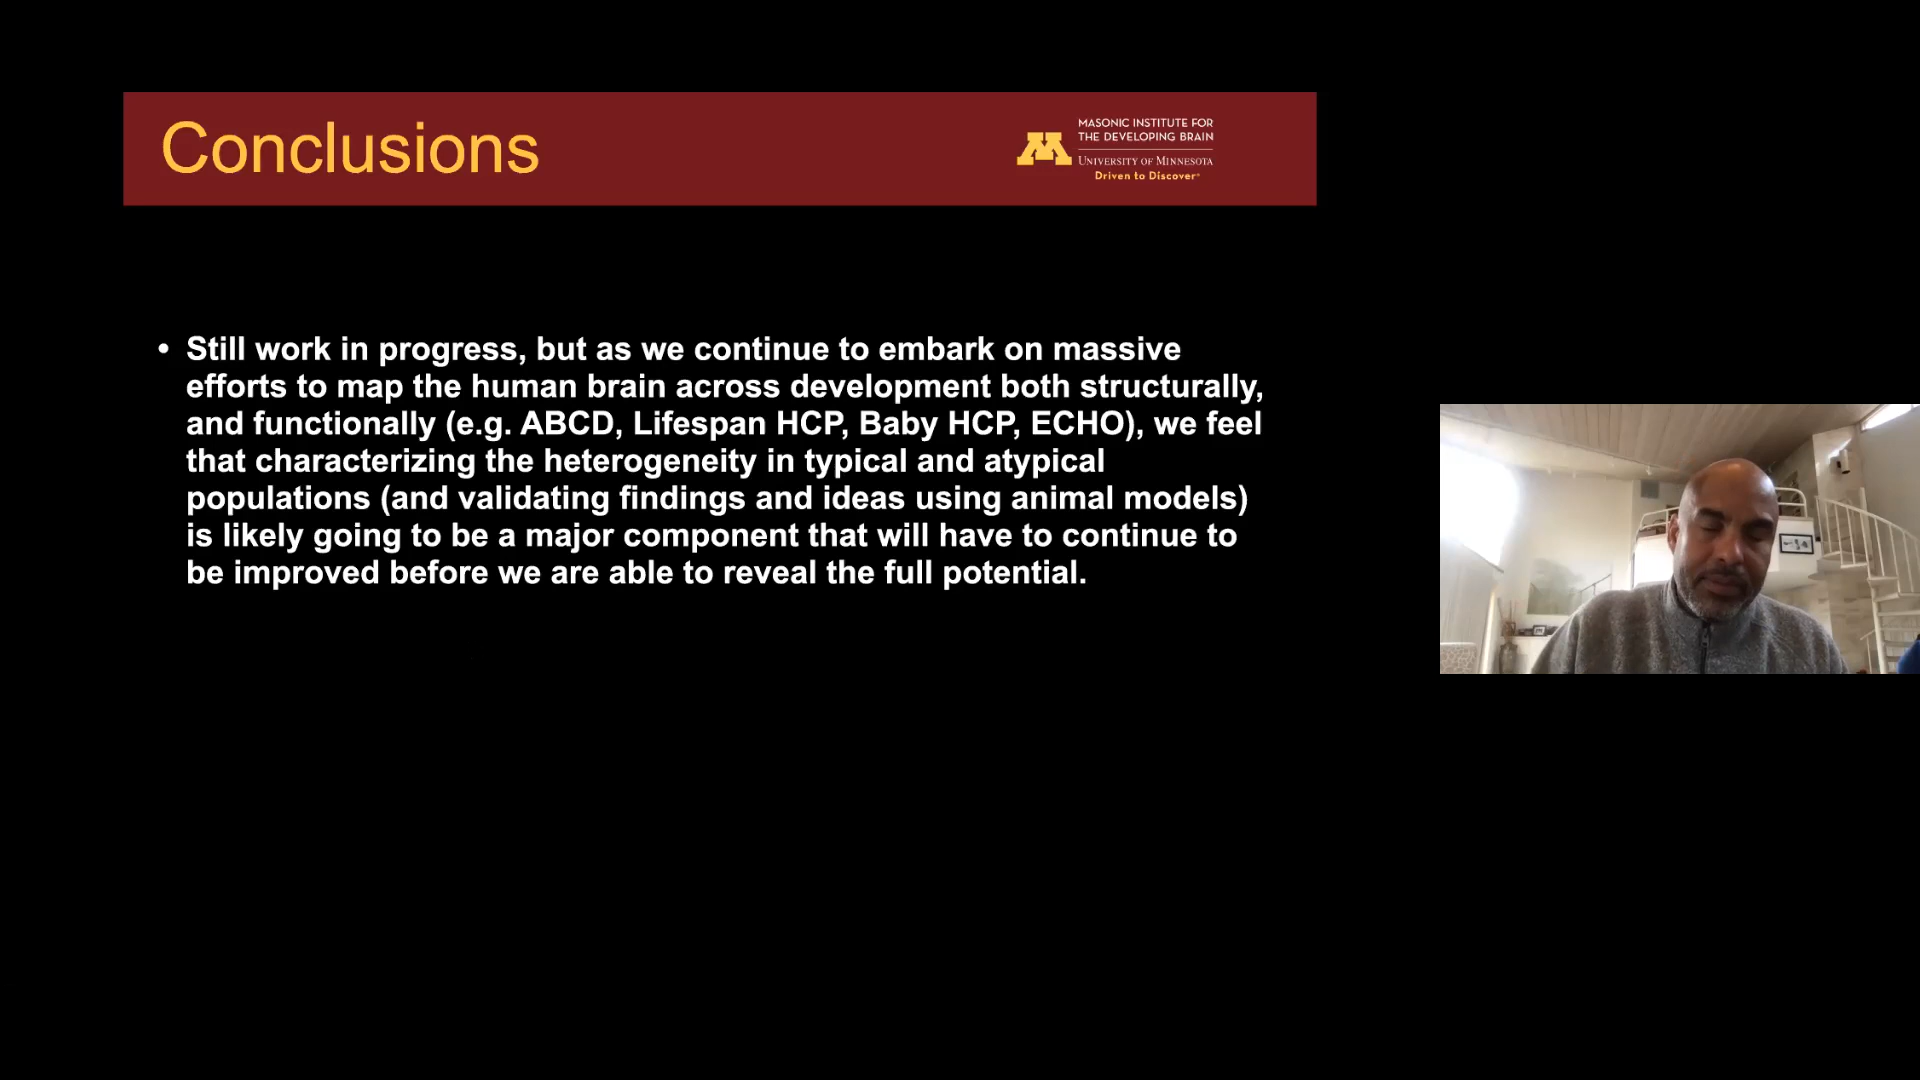 Conclusions
MASONIC INSTITUTE FOR
THE DEVELOPING BRAIN
UNIVERSITY OF MINNESOTA
Driven to Discover®
• Still work in progress, but as we continue to embark on massive
efforts to map the human brain across development both structurally,
and functionally (e.g. ABCD, Lifespan HCP, Baby HCP, ECHO), we feel
that characterizing the heterogeneity in typical and atypical
populations (and validating findings and ideas using animal models)
is likely going to be a major component that will have to continue to
be improved before we are able to reveal the full potential.